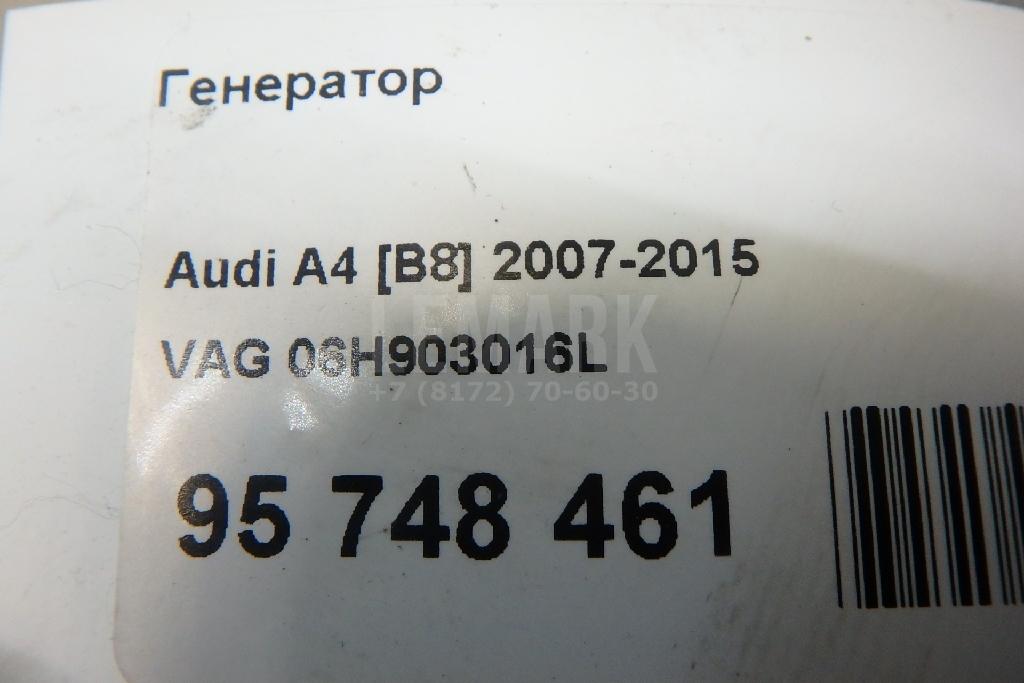 Генератор
Audi A4 [B8] 2007-2015
LEMARK
VAG 06H903016L
+7 (8172) 70-60-30
95 748 461